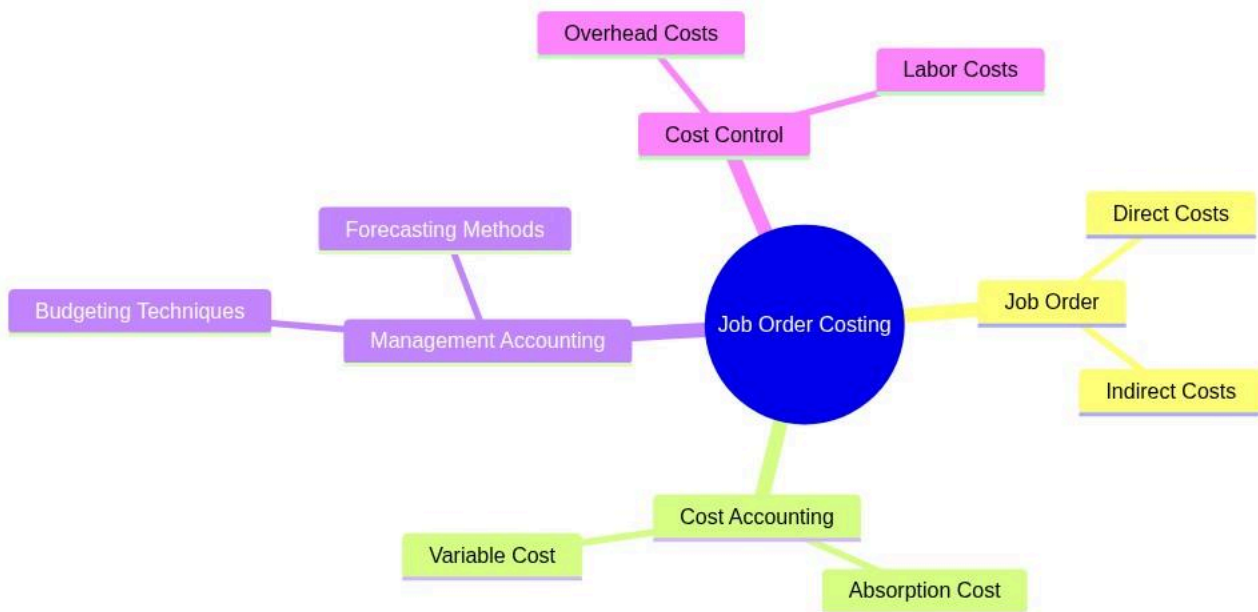 Overhead Costs
Labor Costs
Cost Control
Direct Costs
Forecasting Methods
Job Order
Budgeting Techniques
Job Order Costing
Management Accounting
Indirect Costs
Cost Accounting
Variable Cost
Absorption Cost